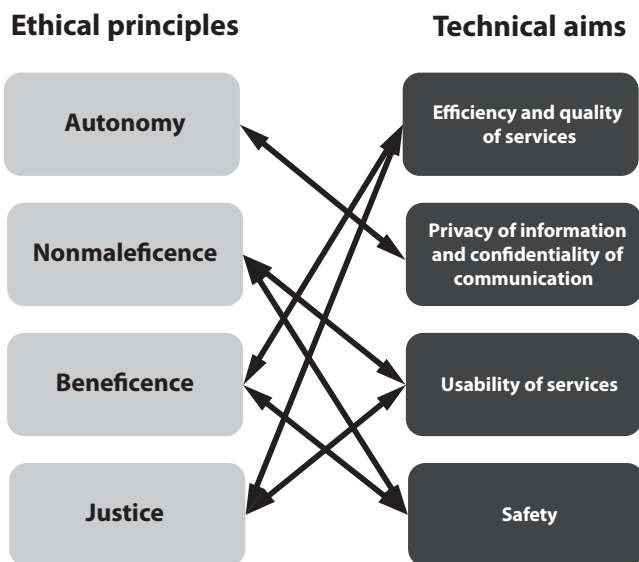 Ethical principles
Technical aims
Autonomy
Efficiency and quality
of services
Nonmaleficence
Privacy of information
and confidentiality of
communication
Beneficence
Usability of services
Justice
Safety